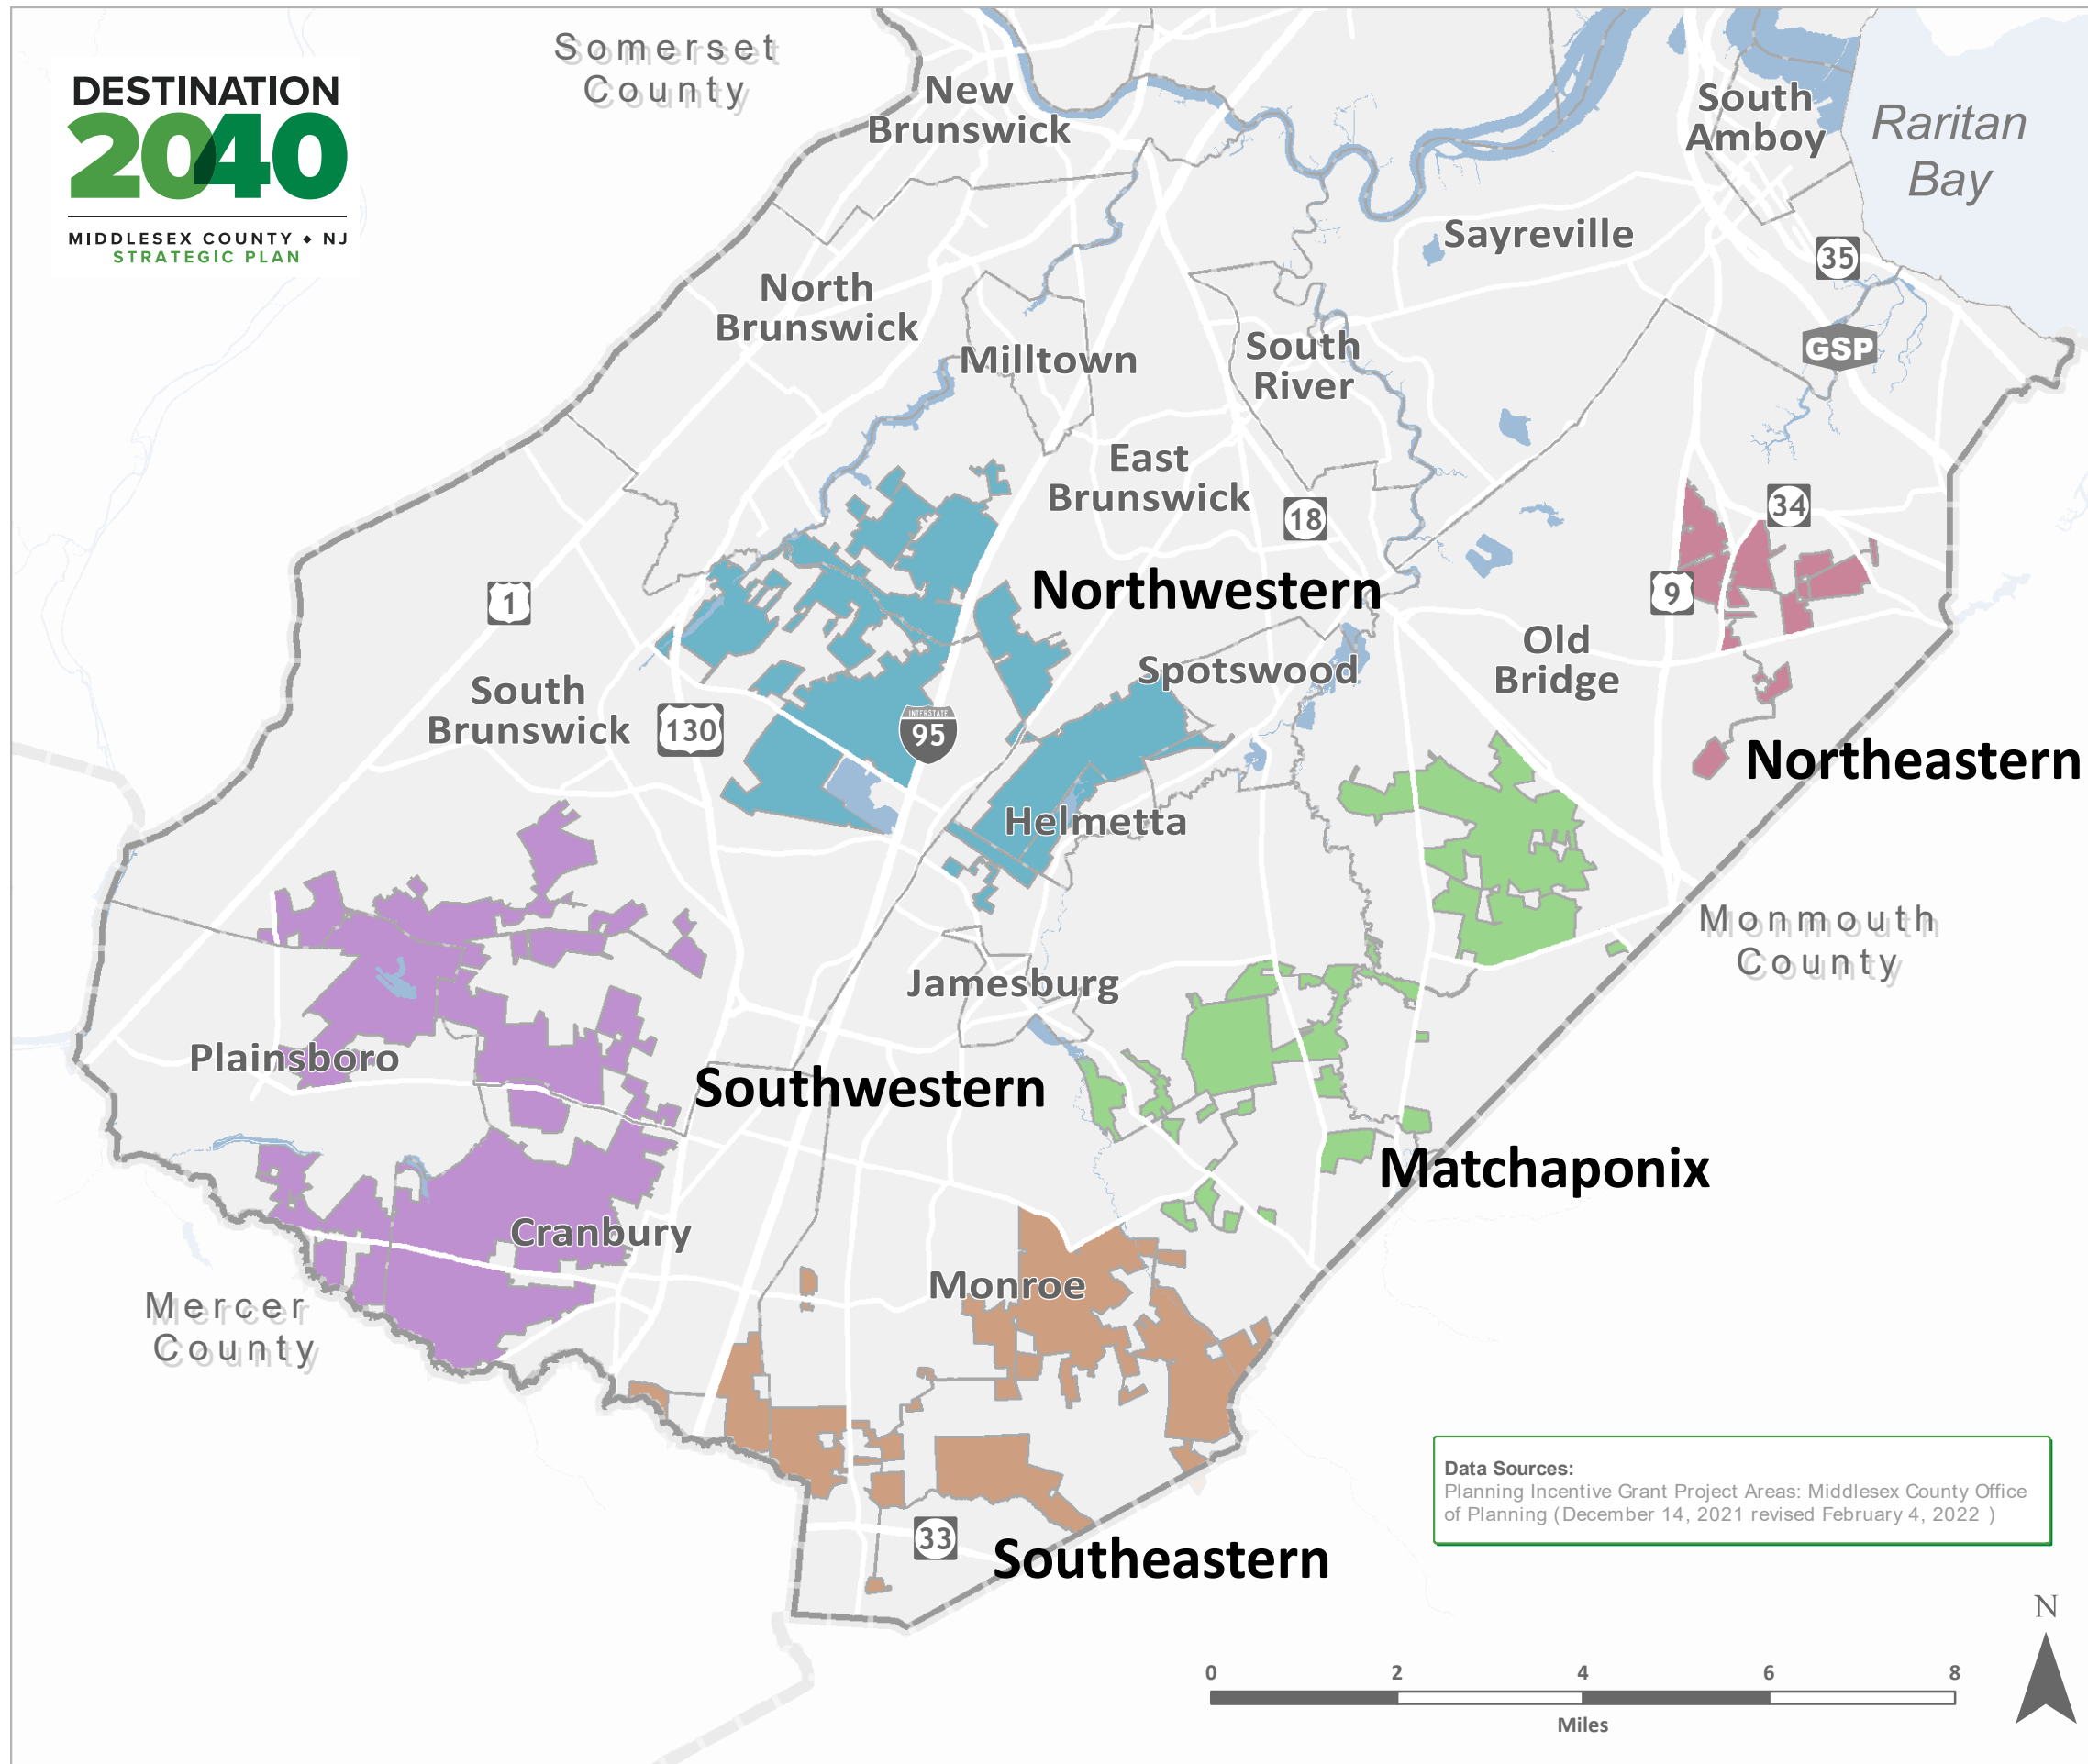 DESTINATION
2040
MIDDLESEX COUNTY ◆ NJ
STRATEGIC PLAN
Somerset
County
New
Brunswick
South
Amboy
Raritan
Bay
Sayreville
35
North
Brunswick
Milltown
South
River
GSP
East
Brunswick
18
34
1
Northwestern
9
Old
Bridge
Spotswood
South
Brunswick
130
INTERSTATE
95
Northeastern
Helmetta
Monmouth
County
Jamesburg
Plainsboro
Southwestern
Matchaponix
Cranbury
Monroe
Mercer
County
33
Southeastern
Data Sources:
Planning Incentive Grant Project Areas: Middlesex County Office
of Planning (December 14, 2021 revised February 4, 2022 )
N
0 2 4 6 8
Miles